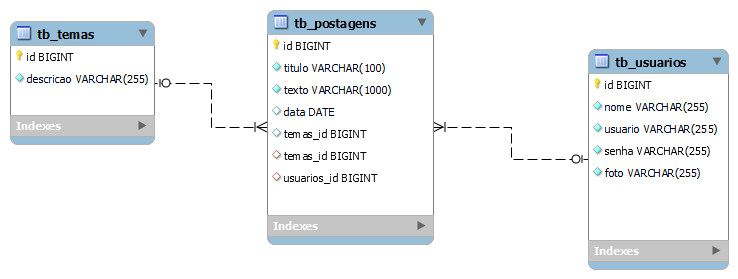 tb_temas
id BIGINT
descricao VARCHAR(255)
Indexes
tb_postagens
id BIGINT
titulo VARCHAR(100)
texto VARCHAR(1000)
data DATE
temas_id BIGINT
temas_id BIGINT
usuarios_id BIGINT
Indexes
tb_usuarios
id BIGINT
nome VARCHAR(255)
usuario VARCHAR(255)
senha VARCHAR(255)
foto VARCHAR(255)
Indexes